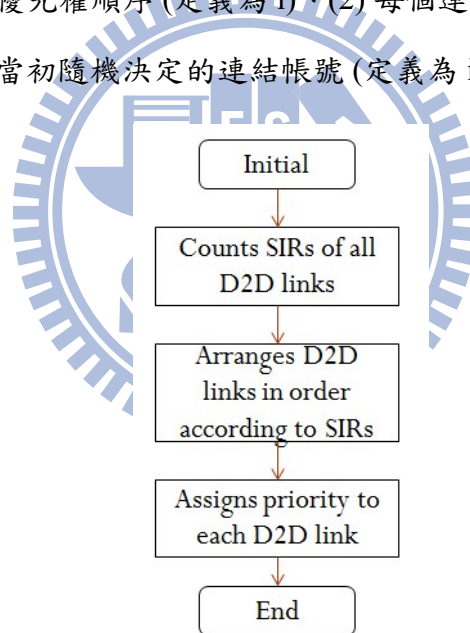 優先權順序 (定義為 i)、(2) 每個連
當初隨機決定的連結帳號 (定義為 i
Initial
Counts SIRs of all
D2D links
Arranges D2D
links in order
according to SIRs
Assigns priority to
each D2D link
End